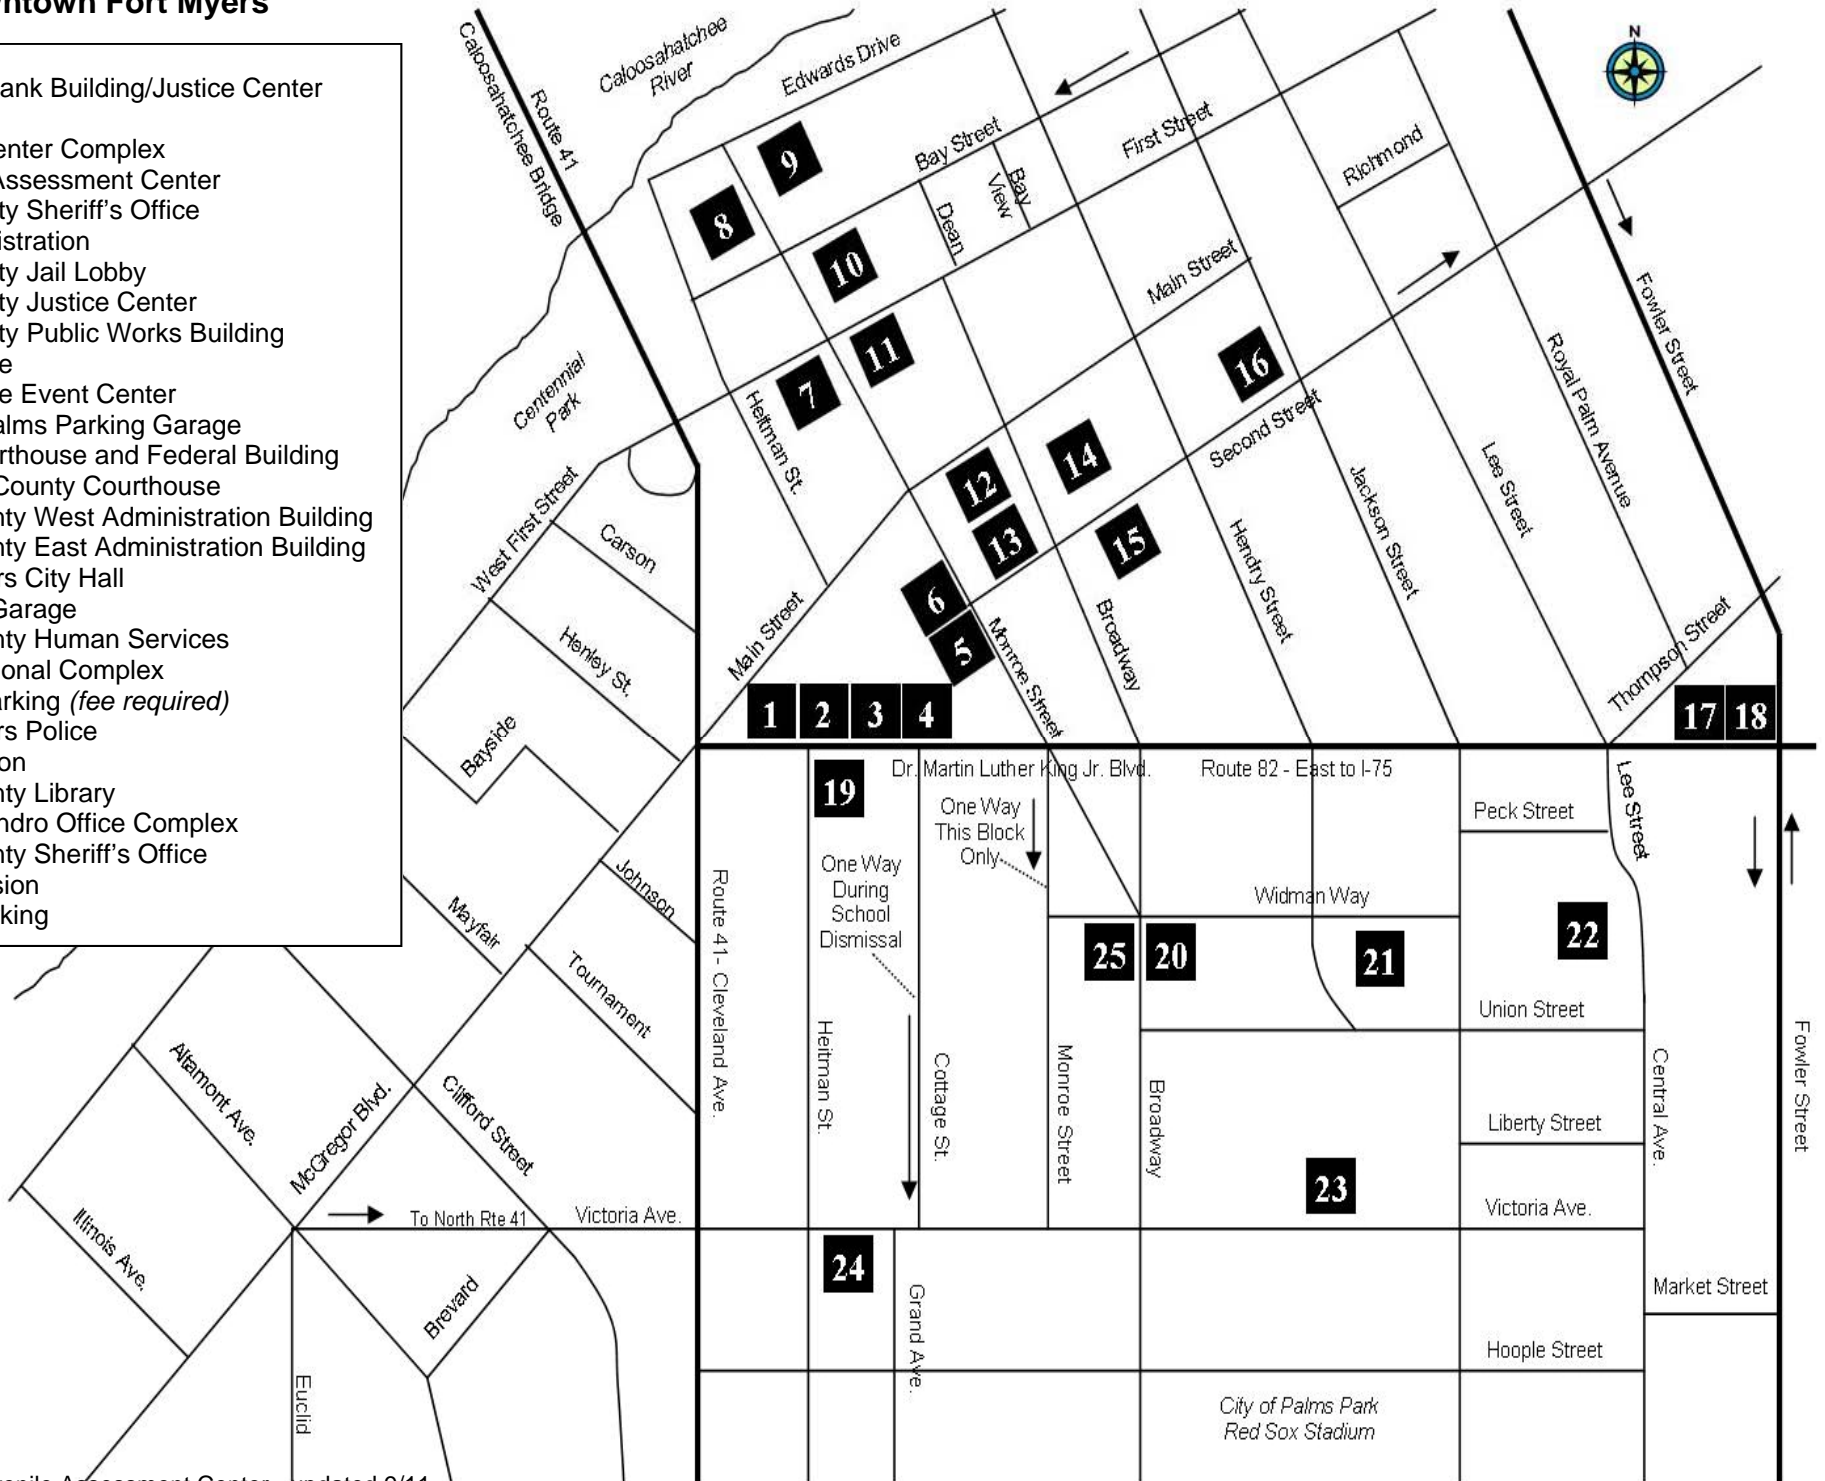 ntown Fort Myers
ank Building/Justice Center
enter Complex
Assessment Center
ty Sheriff's Office
istration
ty Jail Lobby
ty Justice Center
ty Public Works Building
e
e Event Center
alms Parking Garage
rthouse and Federal Building
County Courthouse
nty West Administration Building
nty East Administration Building
rs City Hall
Garage
nty Human Services
onal Complex
arking (fee required)
rs Police
on
nty Library
ndro Office Complex
nty Sheriff's Office
sion
king
Caloosahatchee Bridge
Route 41
Caloosahatchee
River
Edwards Drive
Bay Street
First Street
Bay
View
Dean
Richmond
N
Main Street
Second Street
Centennial
Park
Heitman St.
West First Street
Carson
Henley St.
Bayside
Main Street
Monroe Street
Broadway
Hendry Street
Jackson Street
Lee Street
Royal Palm Avenue
Fowler Street
Thompson Street
8
9
10
11
7
12
13
14
15
16
6
5
1
2
3
4
17
18
Dr. Martin Luther King Jr. Blvd.
Route 82 - East to I-75
19
One Way
This Block
Only
One Way
During
School
Dismissal
Peck Street
Lee Street
Widman Way
25
20
21
22
Union Street
Johnson
Mayfair
Tournament
Route 41- Cleveland Ave.
Heitman St.
Cottage St.
Monroe Street
Broadway
Central Ave.
Fowler Street
Altamont Ave.
McGregor Blvd.
Clifford Street
Liberty Street
23
Illinois Ave.
To North Rte 41
Victoria Ave.
Victoria Ave.
24
Grand Ave.
Brevard
Market Street
Hoople Street
Euclid
City of Palms Park
Red Sox Stadium